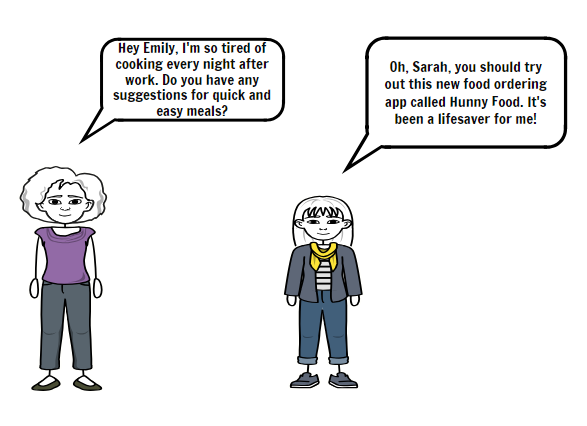 Hey Emily, I'm so tired of
cooking every night after
work. Do you have any
suggestions for quick and
easy meals?
Oh, Sarah, you should try
out this new food ordering
app called Hunny Food. It's
been a lifesaver for me!